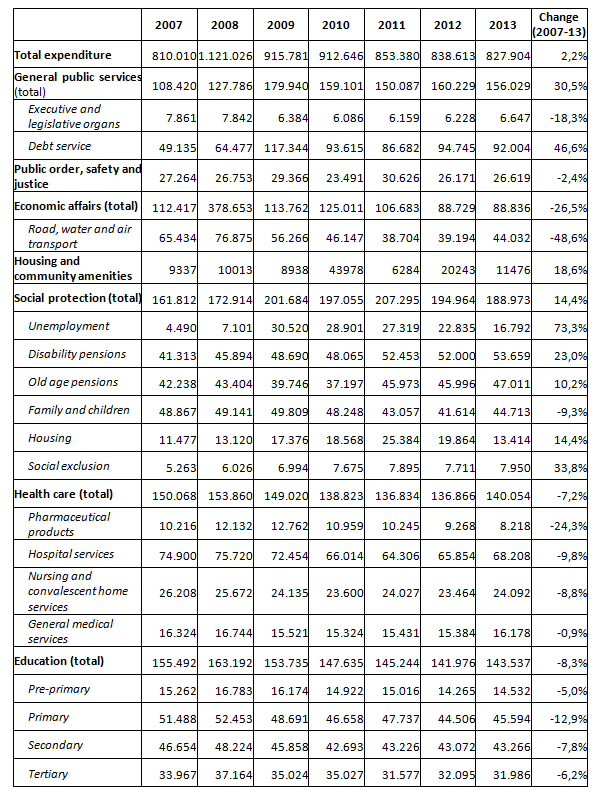 2007 2008 2009 2010 2011 2012 2013 Change (2007-13)
Total expenditure 810.010 1.121.026 915.781 912.646 853.380 838.613 827.904 2,2%
General public services (total) 108.420 127.786 179.940 159.101 150.087 160.229 156.029 30,5%
Executive and legislative organs 7.861 7.842 6.384 6.086 6.159 6.228 6.647 -18,3%
Debt service 49.135 64.477 117.344 93.615 86.682 94.745 92.004 46,6%
Public order, safety and justice 27.264 26.753 29.366 23.491 30.626 26.171 26.619 -2,4%
Economic affairs (total) 112.417 378.653 113.762 125.011 106.683 88.729 88.836 -26,5%
Road, water and air transport 65.434 76.875 56.266 46.147 38.704 39.194 44.032 -48,6%
Housing and community amenities 9337 10013 8938 43978 6284 20243 11476 18,6%
Social protection (total) 161.812 172.914 201.684 197.055 207.295 194.964 188.973 14,4%
Unemployment 4.490 7.101 30.520 28.901 27.319 22.835 16.792 73,3%
Disability pensions 41.313 45.894 48.690 48.065 52.453 52.000 53.659 23,0%
Old age pensions 42.238 43.404 39.746 37.197 45.973 45.996 47.011 10,2%
Family and children 48.867 49.141 49.809 48.248 43.057 41.614 44.713 -9,3%
Housing 11.477 13.120 17.376 18.568 25.384 19.864 13.414 14,4%
Social exclusion 5.263 6.026 6.994 7.675 7.895 7.711 7.950 33,8%
Health care (total) 150.068 153.860 149.020 138.823 136.834 136.866 140.054 -7,2%
Pharmaceutical products 10.216 12.132 12.762 10.959 10.245 9.268 8.218 -24,3%
Hospital services 74.900 75.720 72.454 66.014 64.306 65.854 68.208 -9,8%
Nursing and convalescent home services 26.208 25.672 24.135 23.600 24.027 23.464 24.092 -8,8%
General medical services 16.324 16.744 15.521 15.324 15.431 15.384 16.178 -0,9%
Education (total) 155.492 163.192 153.735 147.635 145.244 141.976 143.537 -8,3%
Pre-primary 15.262 16.783 16.174 14.922 15.016 14.265 14.532 -5,0%
Primary 51.488 52.453 48.691 46.658 47.737 44.506 45.594 -12,9%
Secondary 46.654 48.224 45.858 42.693 43.226 43.072 43.266 -7,8%
Tertiary 33.967 37.164 35.024 35.027 31.577 32.095 31.986 -6,2%